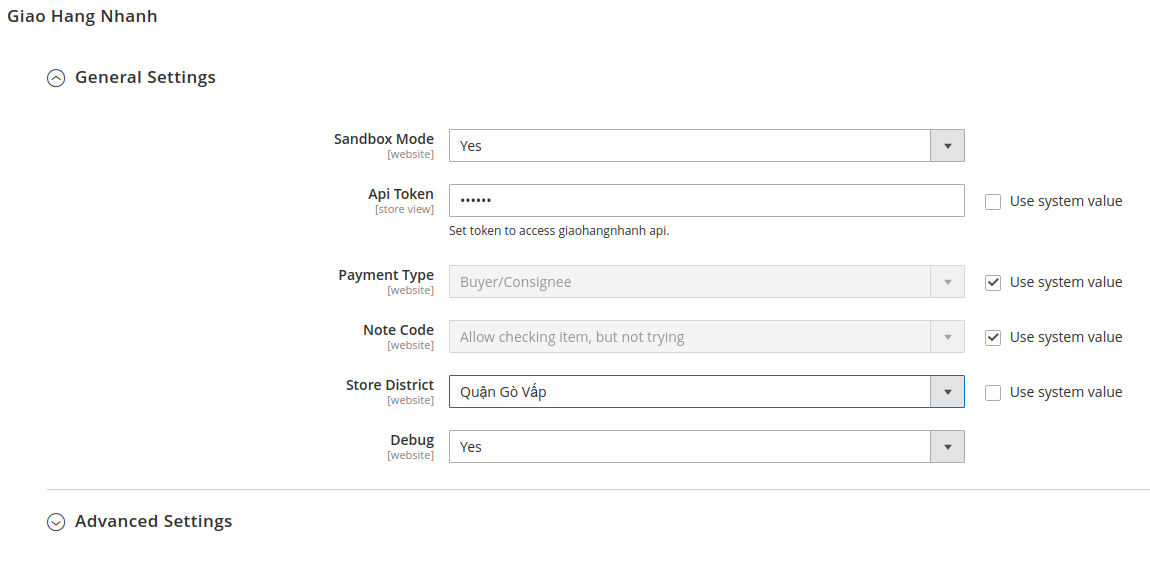 Giao Hang Nhanh
General Settings
Sandbox Mode
[website]
Yes
Api Token
[store view]
••••••
Use system value
Set token to access giaohangnhanh api.
Payment Type
[website]
Buyer/Consignee
Use system value
Note Code
[website]
Allow checking item, but not trying
Use system value
Store District
[website]
Quận Gò Vấp
Use system value
Debug
[website]
Yes
Advanced Settings